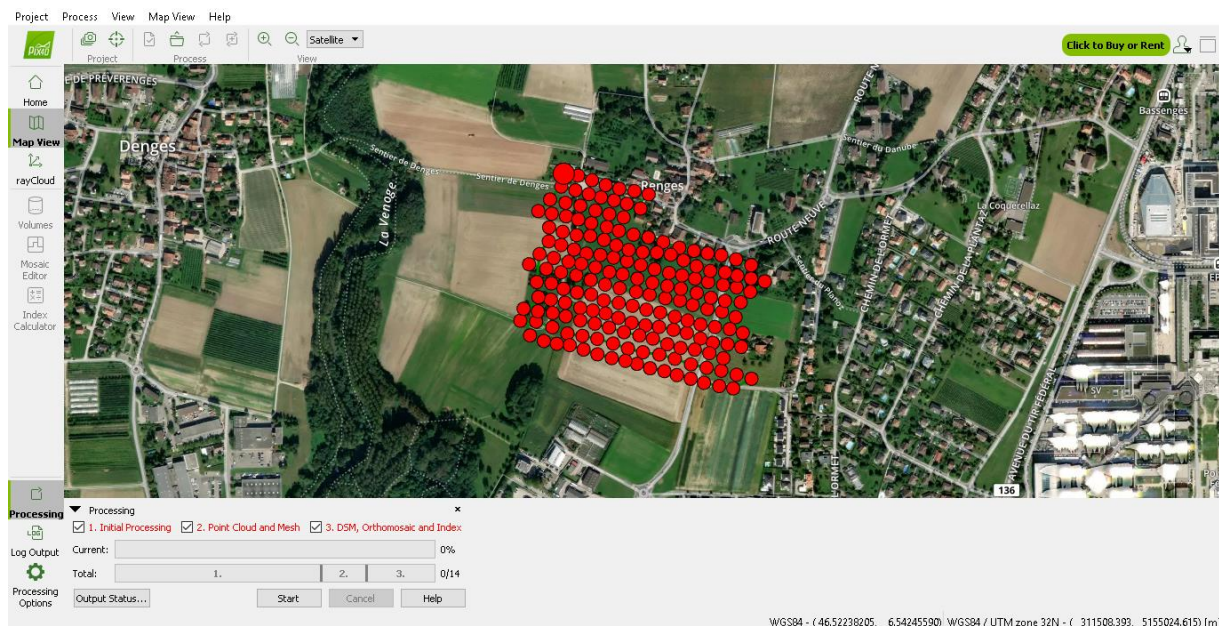 Project Process View Map View Help
pix4D
Project Process View
Satellite
Click to Buy or Rent
Home
Map View
rayCloud
Volumes
Mosaic
Editor
Index
Calculator
Processing
Log Output
Processing
Options
E-DE-PRÉVERENGES
Denges
Sentier de Denges
Sentier de Denges
La Venoge
Renges
ROUTE NEUVE
Sentier du Danube
Bassenges
La Coquerellaz
CHEMIN DE L'ORMET
CHEMIN-DE-LA-PLANTAZ
AVENUE-DU-TIR-FÉDÉRAL
SV
136
Processing
1. Initial Processing 2. Point Cloud and Mesh 3. DSM, Orthomosaic and Index
Current: 0%
Total: 1. 2. 3. 0/14
Output Status... Start Cancel Help
WGS84 - ( 46.52238205, 6.54245590) WGS84 / UTM zone 32N - ( 311508.393, 5155024.615) [m